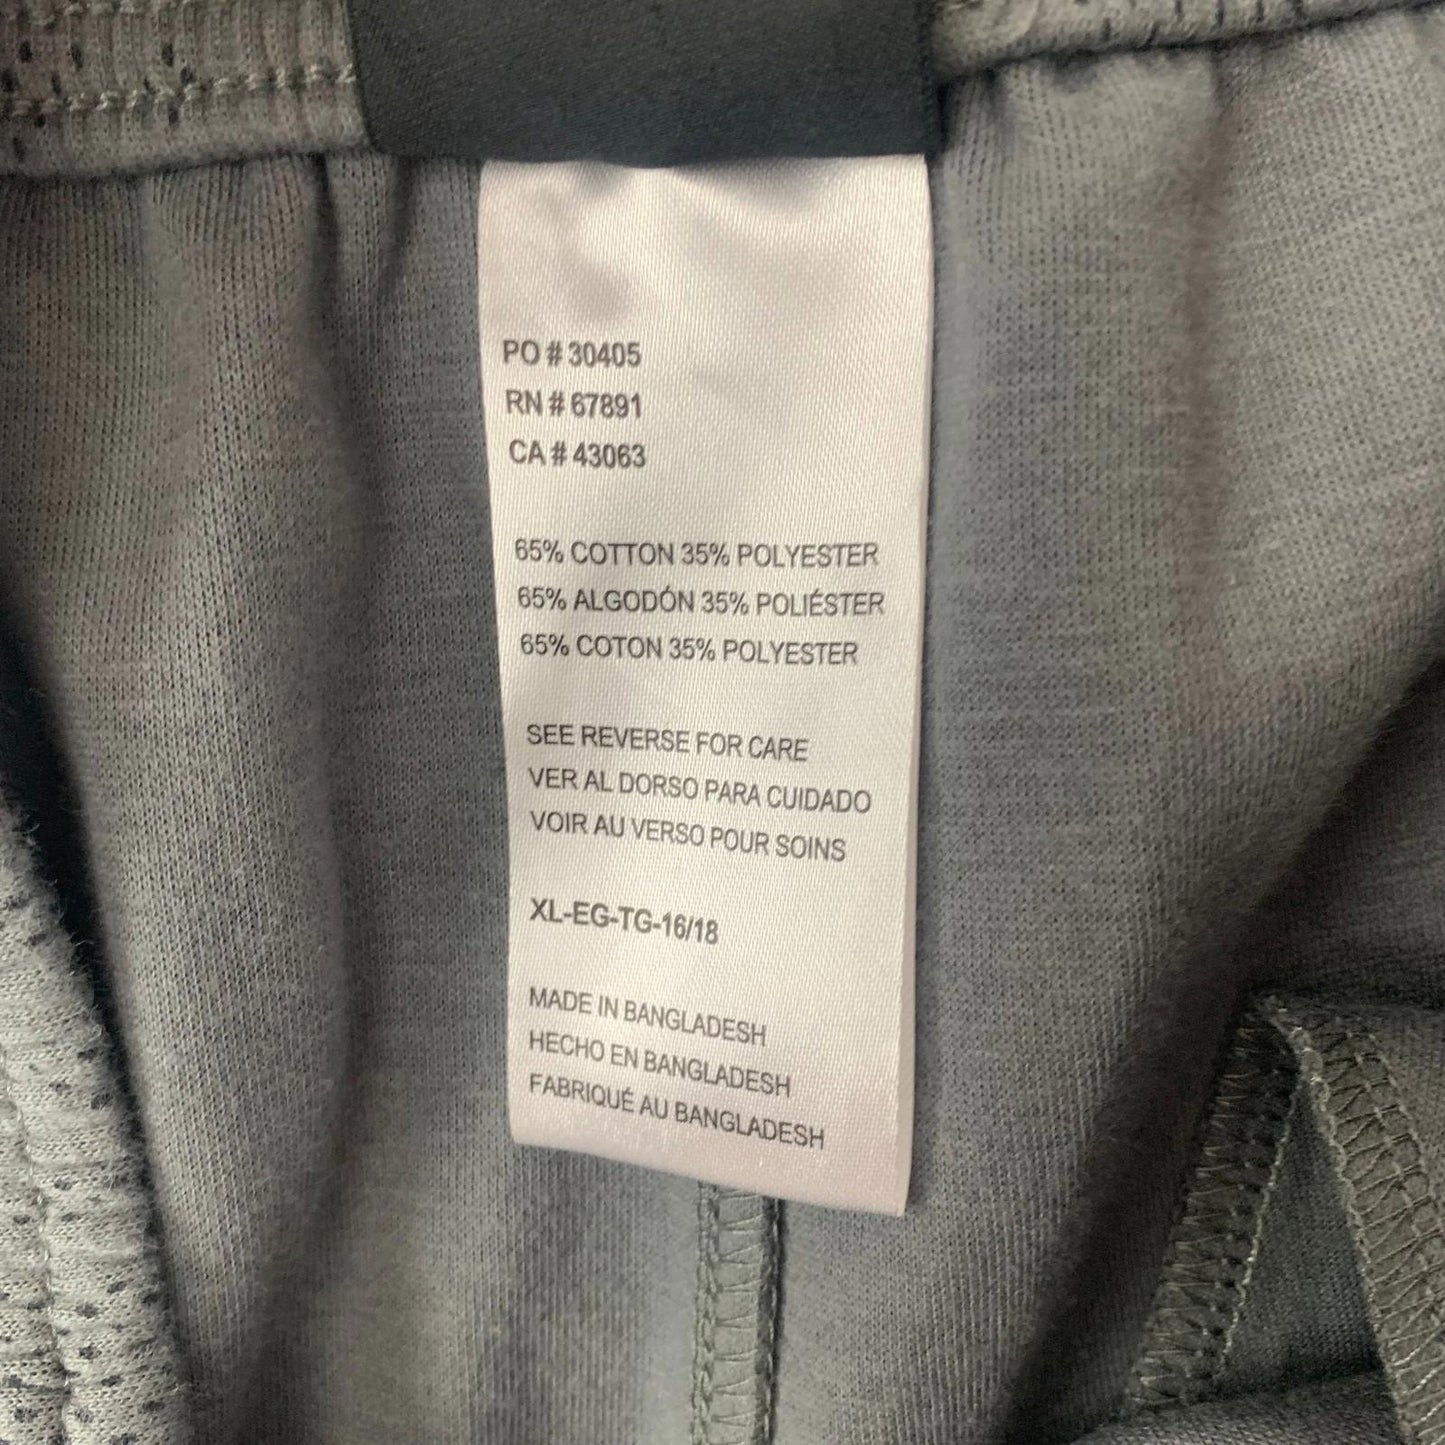 PO # 30405
RN # 67891
CA # 43063
65% COTTON 35% POLYESTER
65% ALGODÓN 35% POLIÉSTER
65% COTON 35% POLYESTER
SEE REVERSE FOR CARE
VER AL DORSO PARA CUIDADO
VOIR AU VERSO POUR SOINS
XL-EG-TG-16/18
MADE IN BANGLADESH
HECHO EN BANGLADESH
FABRIQUÉ AU BANGLADESH